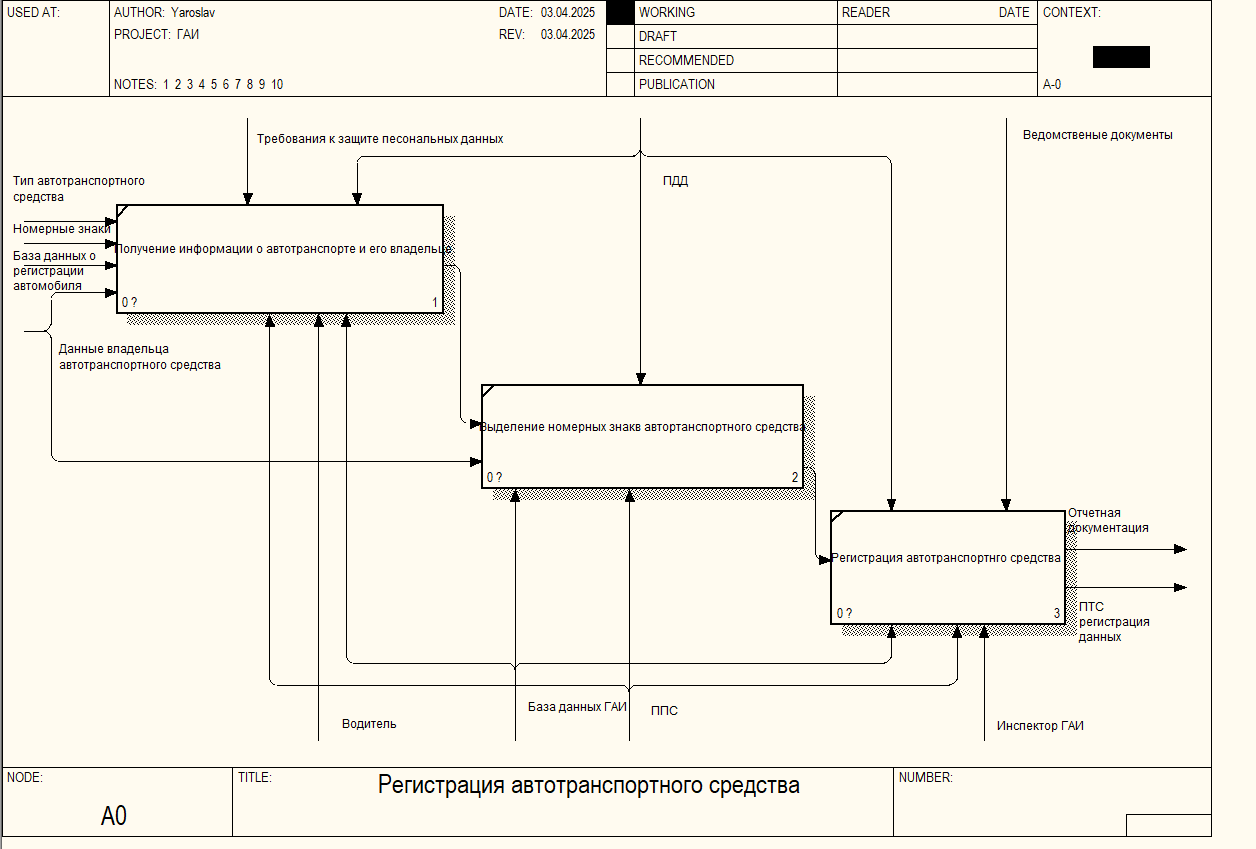 USED AT:
AUTHOR: Yaroslav
DATE: 03.04.2025
PROJECT: ГАИ
REV: 03.04.2025
NOTES: 1 2 3 4 5 6 7 8 9 10
WORKING
DRAFT
RECOMMENDED
PUBLICATION
READER
DATE
CONTEXT:
A-0
Требования к защите песональных данных
ПДД
Ведомственые документы
Тип автотранспортного
средства
Номерные знаки
База данных о
регистрации
автомобиля
Получение информации о автотранспорте и его владельце
0 ?
1
Данные владельца
автотранспортного средства
Выделение номерных знакв автортанспортного средства
0 ?
2
Отчетная
документация
Регистрация автотранспортнго средства
0 ?
3
ПТС
регистрация
данных
База данных ГАИ
ППС
Водитель
Инспектор ГАИ
NODE:
A0
TITLE:
Регистрация автотранспортного средства
NUMBER: